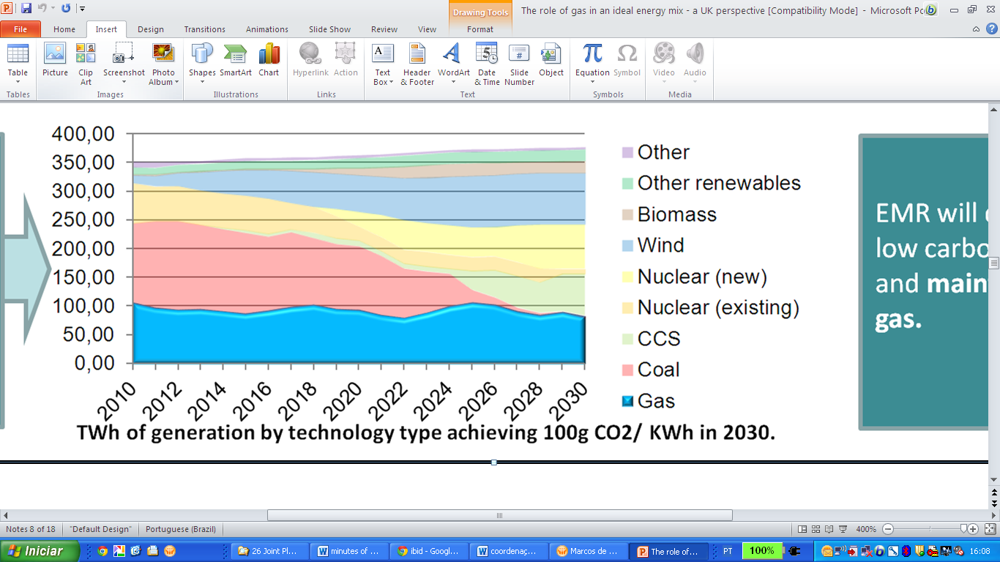 Drawing Tools
The role of gas in an ideal energy mix - a UK perspective [Compatibility Mode] - Microsoft Po
File Home Insert Design Transitions Animations Slide Show Review View Format
Table Picture Clip Art Screenshot Photo Album Shapes SmartArt Chart Hyperlink Action Text Box Header & Footer WordArt Date & Time Slide Number Object Equation Symbol Video Audio
Tables Images Illustrations Links Text Symbols Media
400,00
350,00
300,00
250,00
200,00
150,00
100,00
50,00
0,00
2010 2012 2014 2016 2018 2020 2022 2024 2026 2028 2030
Other
Other renewables
Biomass
Wind
Nuclear (new)
Nuclear (existing)
CCS
Coal
Gas
TWh of generation by technology type achieving 100g CO2/ KWh in 2030.
EMR will
low carbo
and main
gas.
Notes 8 of 18 "Default Design" Portuguese (Brazil) 400%
Iniciar 26 Joint Pl... minutes of ... ibid - Googl... coordenaç... Marcos de ... The role of... PT 100% 16:08